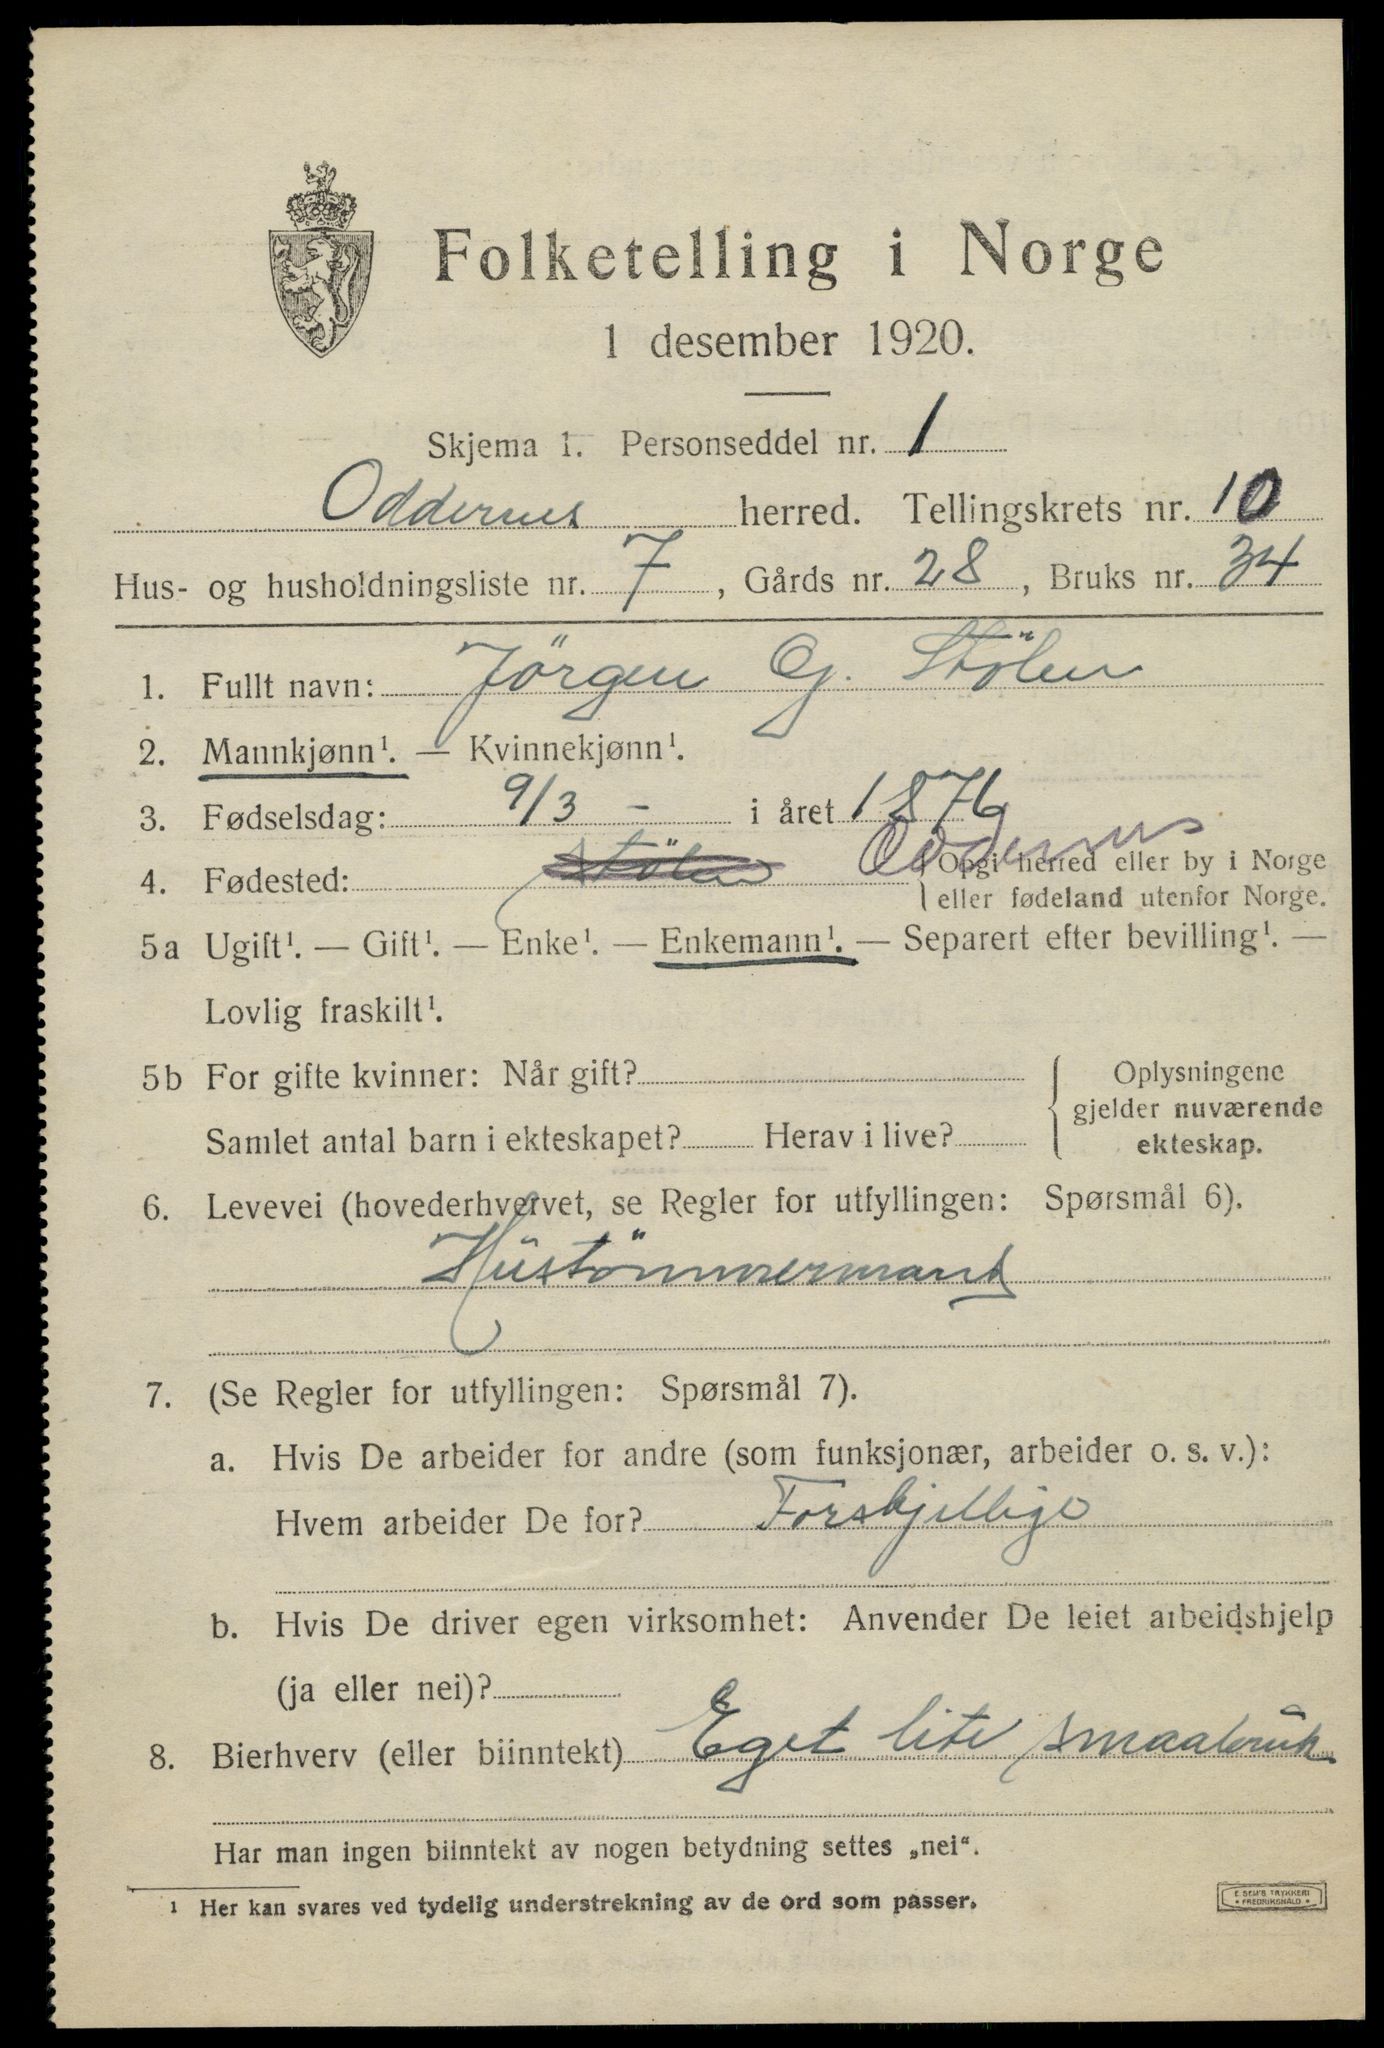 Folketelling i Norge
1 desember 1920.
Skjema 1. Personseddel nr. 1
Oddernes herred. Tellingskrets nr. 10
Hus- og husholdningsliste nr. 7, Gårds nr. 28, Bruks nr. 34
1. Fullt navn: Jörgen G. Stölen
2. Mannkjønn¹. — Kvinnekjønn¹.
3. Fødselsdag: 9/3 - i året 1876
4. Fødested: Stölen Oddernes {Opgi herred eller by i Norge
eller fødeland utenfor Norge.
5a Ugift¹. — Gift¹. — Enke¹. — Enkemann¹. — Separert efter bevilling¹. —
Lovlig fraskilt¹.
5b For gifte kvinner: Når gift?
Samlet antal barn i ekteskapet? Herav i live?
{Oplysningene
gjelder nuværende
ekteskap.
6. Levevei (hovederhvervet, se Regler for utfyllingen: Spørsmål 6).
Hüstömmermand
7. (Se Regler for utfyllingen: Spørsmål 7).
a. Hvis De arbeider for andre (som funksjonær, arbeider o. s. v.):
Hvem arbeider De for? Forskjellige
b. Hvis De driver egen virksomhet: Anvender De leiet arbeidshjelp
(ja eller nei)?
8. Bierhverv (eller biinntekt) Eget lite smaabruk
Har man ingen biinntekt av nogen betydning settes „nei“.
¹ Her kan svares ved tydelig understrekning av de ord som passer.
E. SEM'S TRYKKERI
• FREDRIKSHALD •